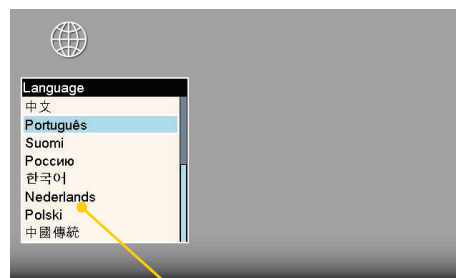 Language
中文
Português
Suomi
Россию
한국어
Nederlands
Polski
中國傳統